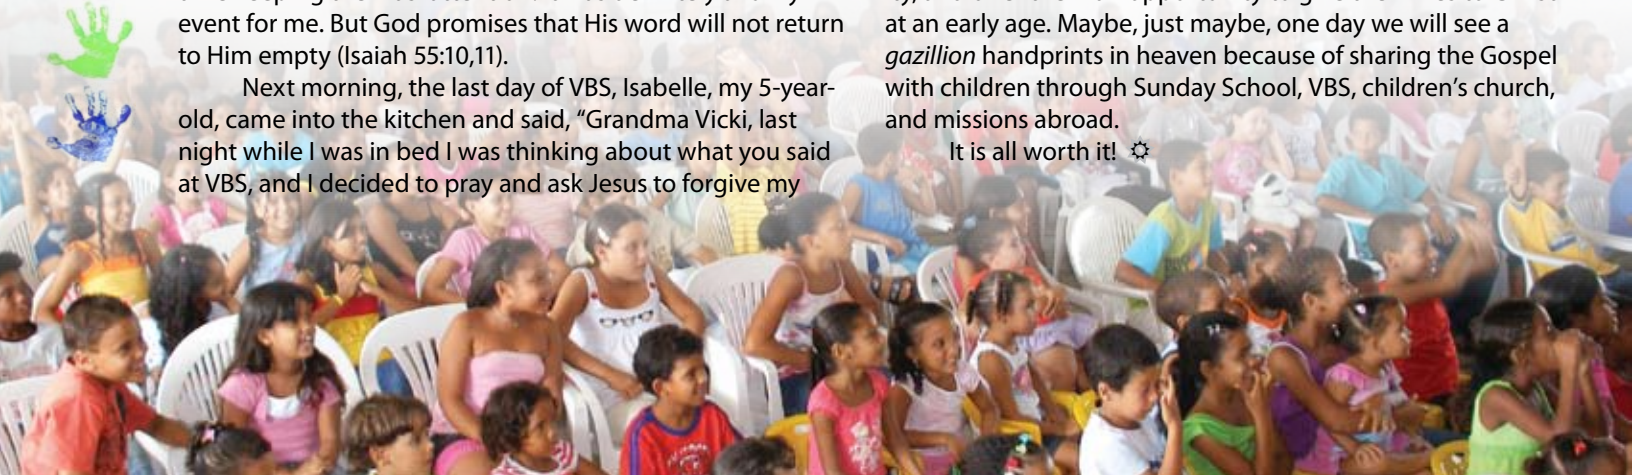 event for me. But God promises that His word will not return
to Him empty (Isaiah 55:10,11).
Next morning, the last day of VBS, Isabelle, my 5-year-
old, came into the kitchen and said, “Grandma Vicki, last
night while I was in bed I was thinking about what you said
at VBS, and I decided to pray and ask Jesus to forgive my
at an early age. Maybe, just maybe, one day we will see a
gazillion handprints in heaven because of sharing the Gospel
with children through Sunday School, VBS, children’s church,
and missions abroad.
It is all worth it!